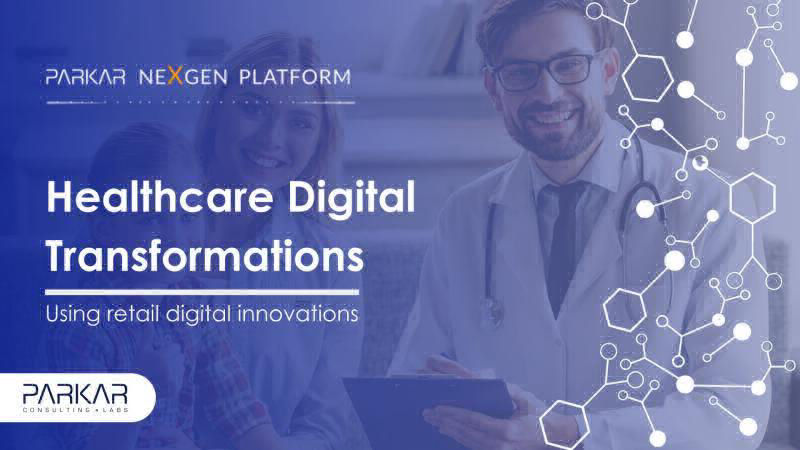 PARKAR NEXGEN PLATFORM
Healthcare Digital
Transformations
Using retail digital innovations
PARKAR
CONSULTING • LABS